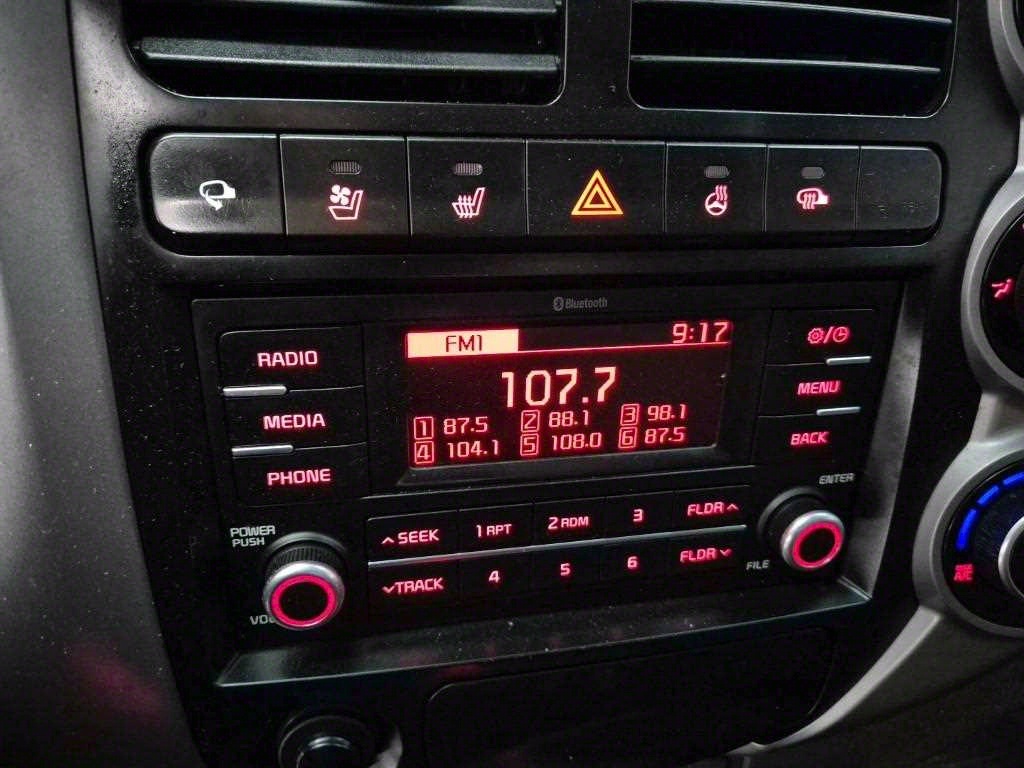 Bluetooth
RADIO
MEDIA
PHONE
FM1 9:17
107.7
1 87.5 2 88.1 3 98.1
4 104.1 5 108.0 6 87.5
MENU
BACK
POWER
PUSH
VOL
∧SEEK 1 RPT 2 RDM 3 FLDR∧
∨TRACK 4 5 6 FLDR∨
ENTER
FILE
MAX
A/C